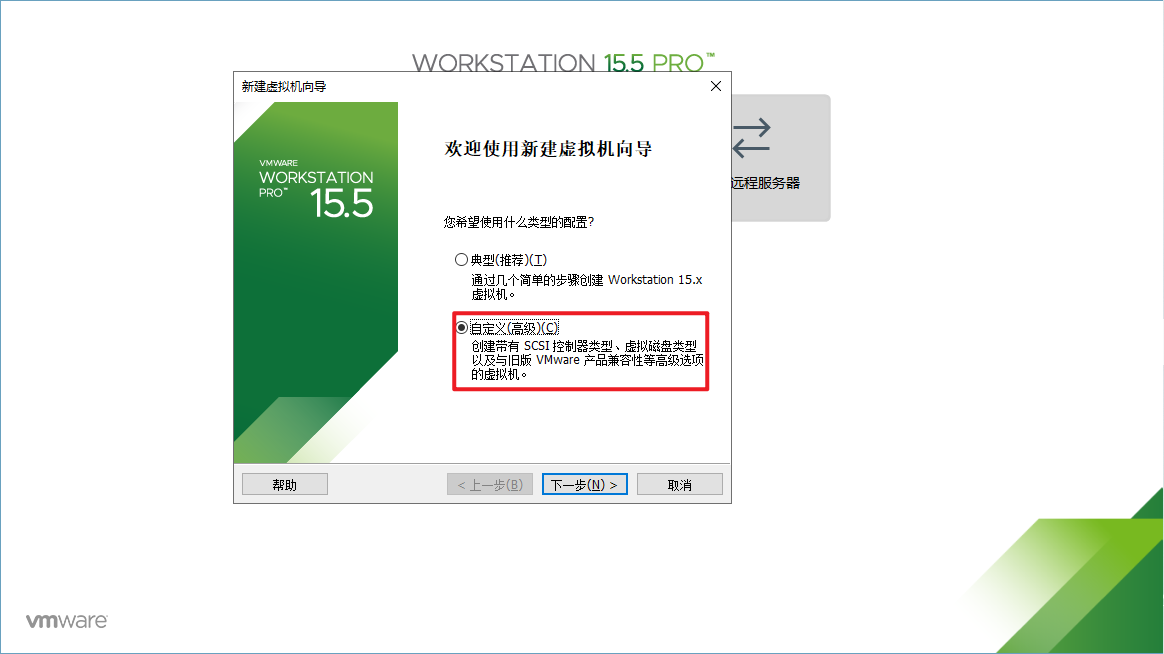 WORKSTATION 15.5 PRO™
新建虚拟机向导
VMWARE
WORKSTATION
PRO™
15.5
欢迎使用新建虚拟机向导
您希望使用什么类型的配置?
典型(推荐)(T)
通过几个简单的步骤创建 Workstation 15.x
虚拟机。
自定义(高级)(C)
创建带有 SCSI 控制器类型、虚拟磁盘类型
以及与旧版 VMware 产品兼容性等高级选项
的虚拟机。
远程服务器
帮助
< 上一步(B)
下一步(N) >
取消
vmware